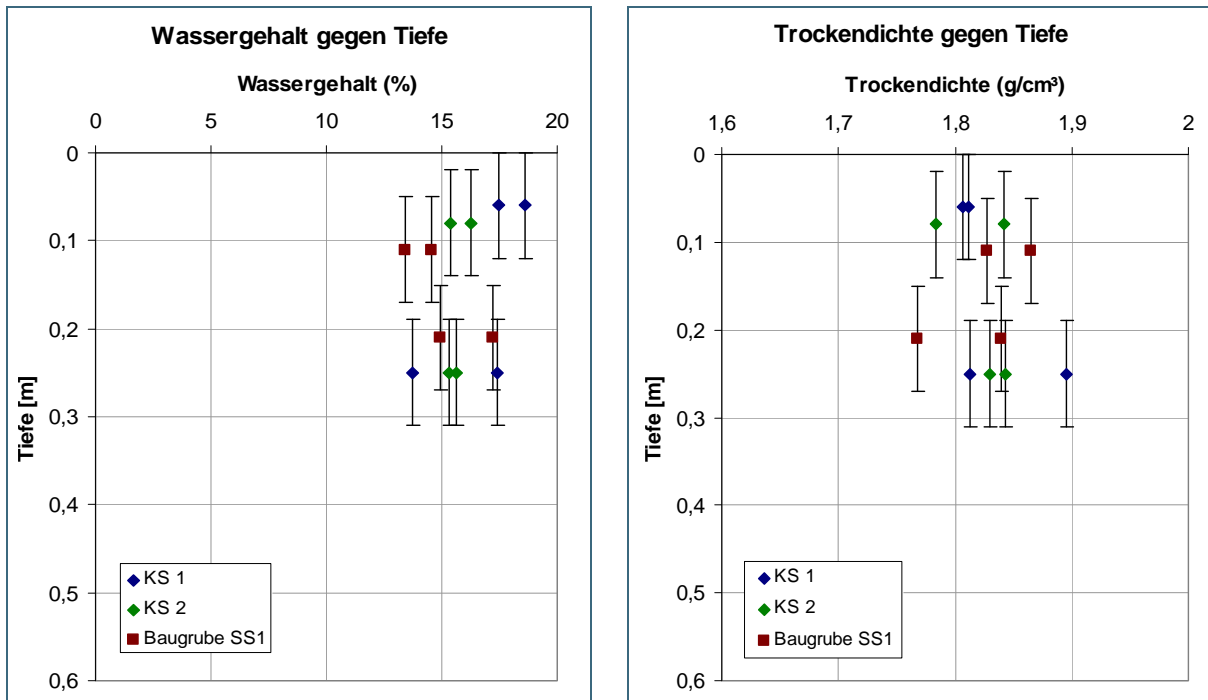 Wassergehalt gegen Tiefe
Wassergehalt (%)
0 5 10 15 20
0
0,1
0,2
0,3
0,4
0,5
0,6
Tiefe [m]
KS 1
KS 2
Baugrube SS1
Trockendichte gegen Tiefe
Trockendichte (g/cm³)
1,6 1,7 1,8 1,9 2
0
0,1
0,2
0,3
0,4
0,5
0,6
Tiefe [m]
KS 1
KS 2
Baugrube SS1